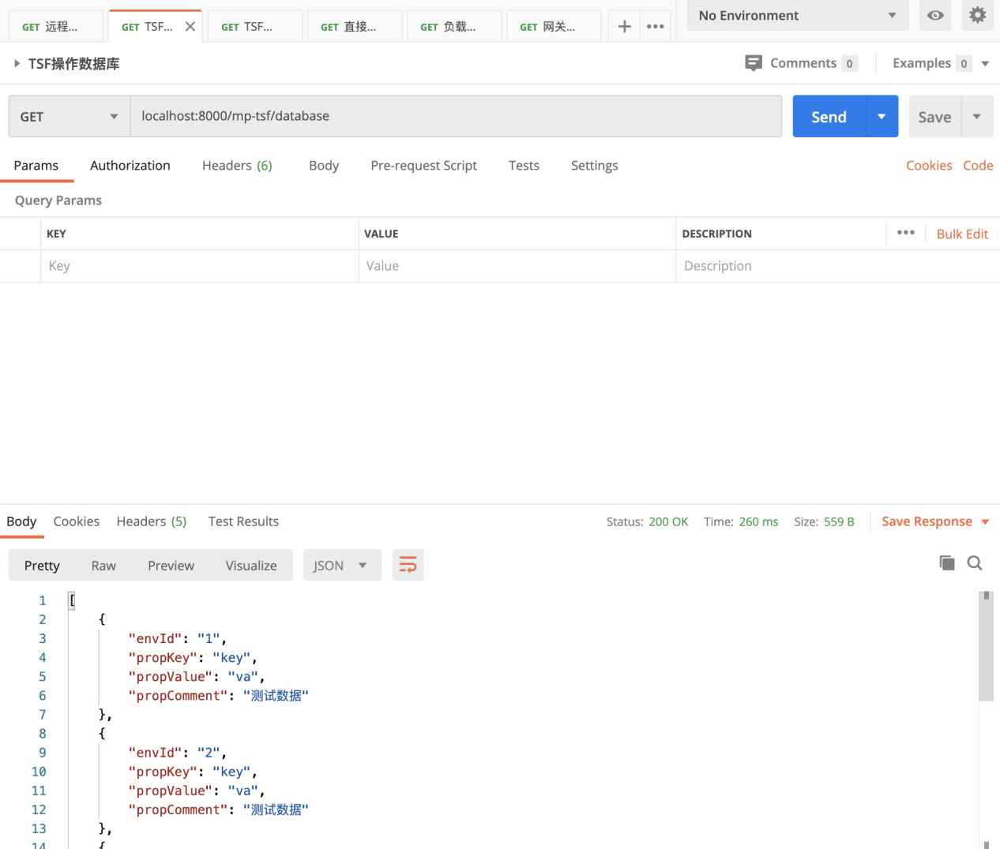 GET 远程... GET TSF... GET TSF... GET 直接... GET 负载... GET 网关... No Environment
TSF操作数据库 Comments 0 Examples 0
GET localhost:8000/mp-tsf/database Send Save
Params Authorization Headers (6) Body Pre-request Script Tests Settings Cookies Code
Query Params
KEY VALUE DESCRIPTION Bulk Edit
Key Value Description
Body Cookies Headers (5) Test Results Status: 200 OK Time: 260 ms Size: 559 B Save Response
Pretty Raw Preview Visualize JSON
1 [
2 {
3 "envId": "1",
4 "propKey": "key",
5 "propValue": "va",
6 "propComment": "测试数据"
7 },
8 {
9 "envId": "2",
10 "propKey": "key",
11 "propValue": "va",
12 "propComment": "测试数据"
13 },
14 {